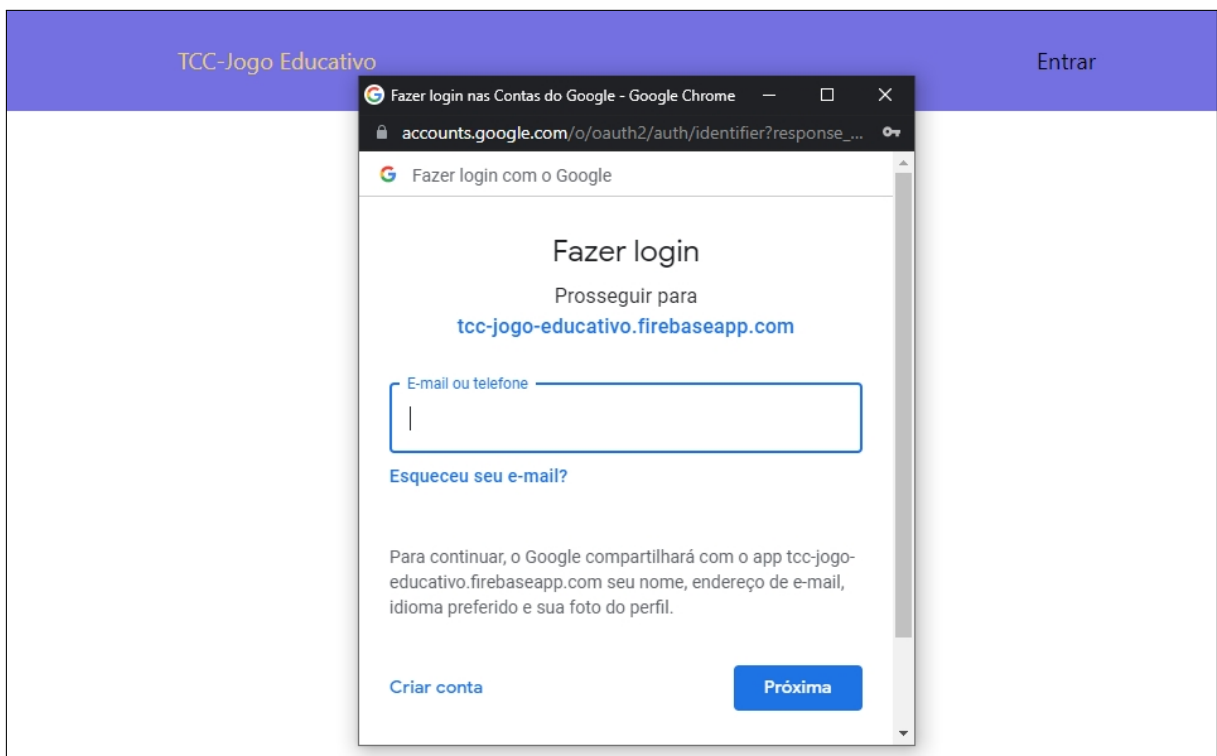 TCC-Jogo Educativo
Entrar
Fazer login nas Contas do Google - Google Chrome
accounts.google.com/o/oauth2/auth/identifier?response_...
Fazer login com o Google
Fazer login
Prosseguir para
tcc-jogo-educativo.firebaseapp.com
E-mail ou telefone
Esqueceu seu e-mail?
Para continuar, o Google compartilhará com o app tcc-jogo-
educativo.firebaseapp.com seu nome, endereço de e-mail,
idioma preferido e sua foto do perfil.
Criar conta
Próxima